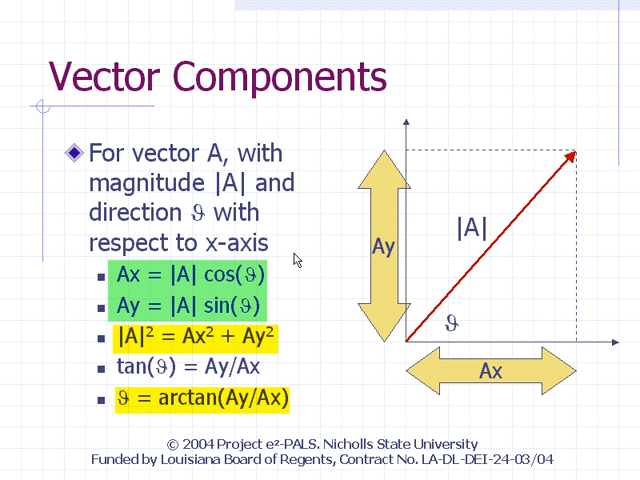 Vector Components
For vector A, with
magnitude |A| and
direction ϑ with
respect to x-axis
Ax = |A| cos(ϑ)
Ay = |A| sin(ϑ)
|A|² = Ax² + Ay²
tan(ϑ) = Ay/Ax
ϑ = arctan(Ay/Ax)
|A|
Ay
ϑ
Ax
© 2004 Project e²-PALS. Nicholls State University
Funded by Louisiana Board of Regents, Contract No. LA-DL-DEI-24-03/04